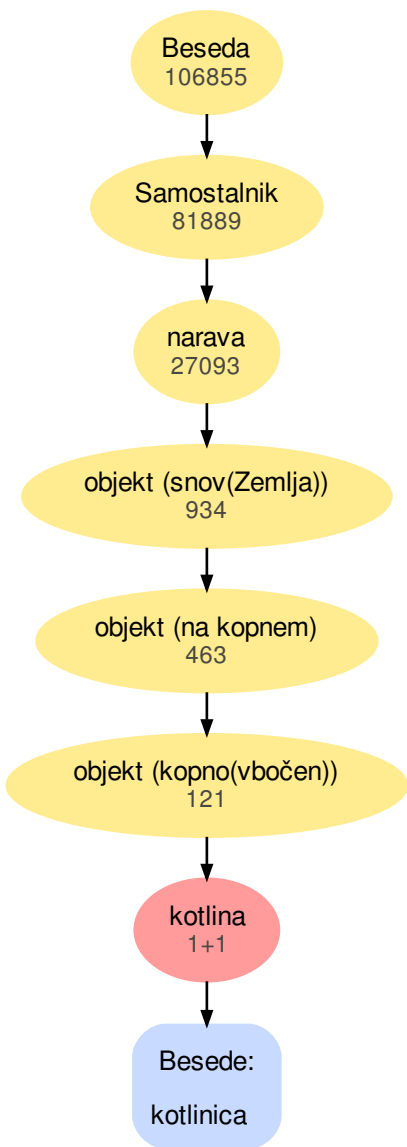 Beseda
106855
Samostalnik
81889
narava
27093
objekt (snov(Zemlja))
934
objekt (na kopnem)
463
objekt (kopno(vbočen))
121
kotlina
1+1
Besede:
kotlinica